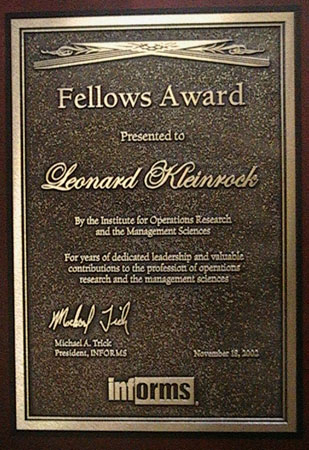 Fellows Award
Presented to
Leonard Kleinrock
By the Institute for Operations Research
and the Management Sciences
For years of dedicated leadership and valuable
contributions to the profession of operations
research and the management sciences
Michael Trick
Michael A. Trick
President, INFORMS
November 18, 2002
informs®